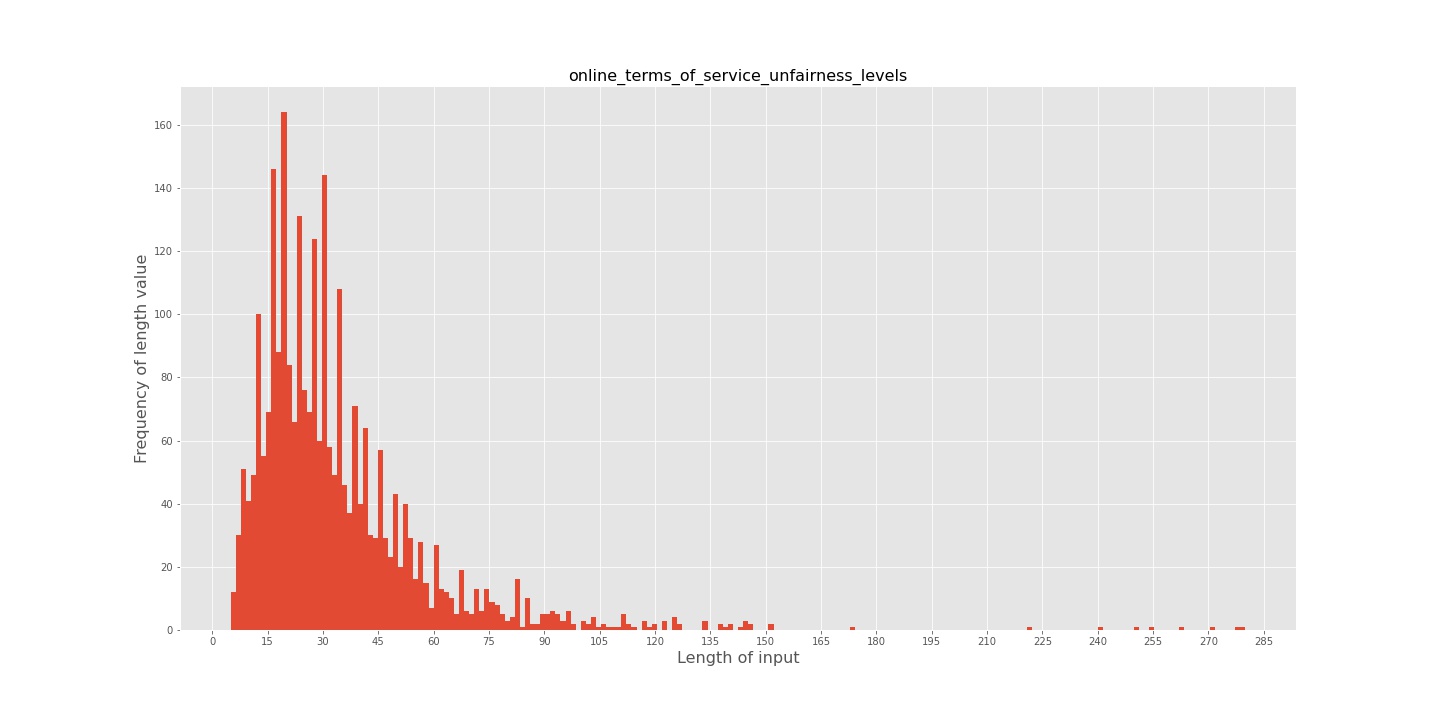 online_terms_of_service_unfairness_levels
160
140
120
100
80
60
40
20
0
Frequency of length value
0 15 30 45 60 75 90 105 120 135 150 165 180 195 210 225 240 255 270 285
Length of input